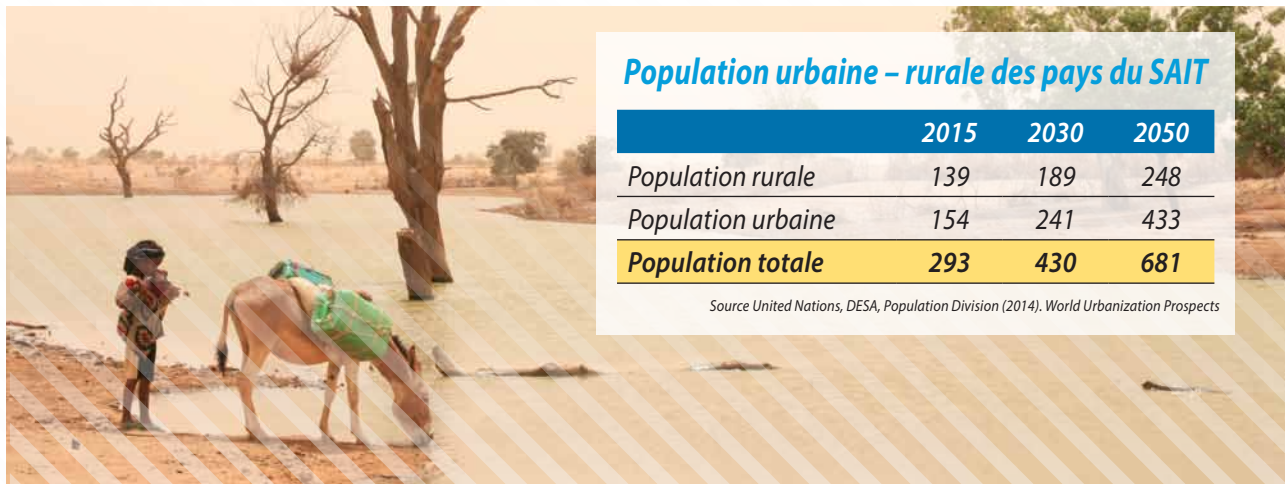 Population urbaine – rurale des pays du SAIT
2015 2030 2050
Population rurale 139 189 248
Population urbaine 154 241 433
Population totale 293 430 681
Source United Nations, DESA, Population Division (2014). World Urbanization Prospects